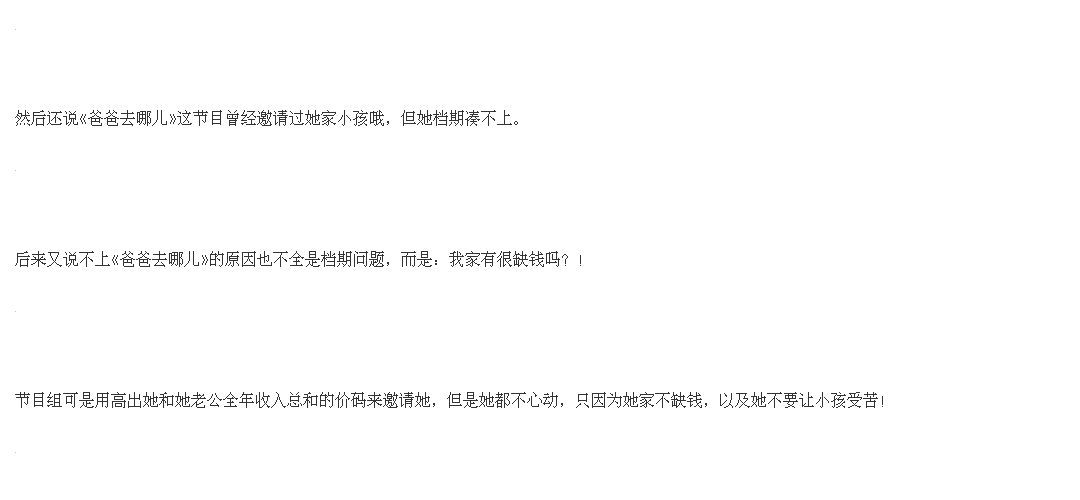 然后还说《爸爸去哪儿》这节目曾经邀请过她家小孩哦，但她档期凑不上。
后来又说不上《爸爸去哪儿》的原因也不全是档期问题，而是：我家有很缺钱吗？！
节目组可是用高出她和她老公全年收入总和的价码来邀请她，但是她都不心动，只因为她家不缺钱，以及她不要让小孩受苦！